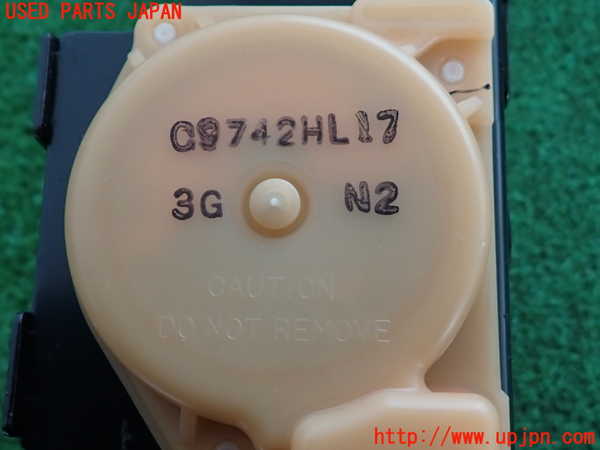 USED PARTS JAPAN
C9742HL17
3G N2
CAUTION
DO NOT REMOVE
http://www.upjpn.com/